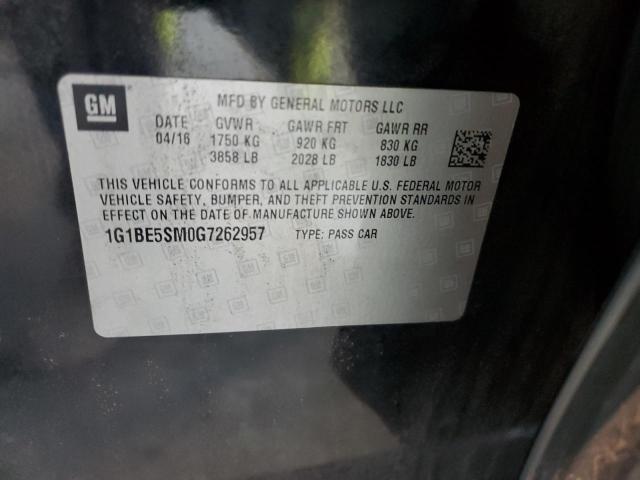 GM
MFD BY GENERAL MOTORS LLC
DATE GVWR GAWR FRT GAWR RR
04/16 1750 KG 920 KG 830 KG
3858 LB 2028 LB 1830 LB
THIS VEHICLE CONFORMS TO ALL APPLICABLE U.S. FEDERAL MOTOR
VEHICLE SAFETY, BUMPER, AND THEFT PREVENTION STANDARDS IN
EFFECT ON THE DATE OF MANUFACTURE SHOWN ABOVE.
1G1BE5SM0G7262957 TYPE: PASS CAR